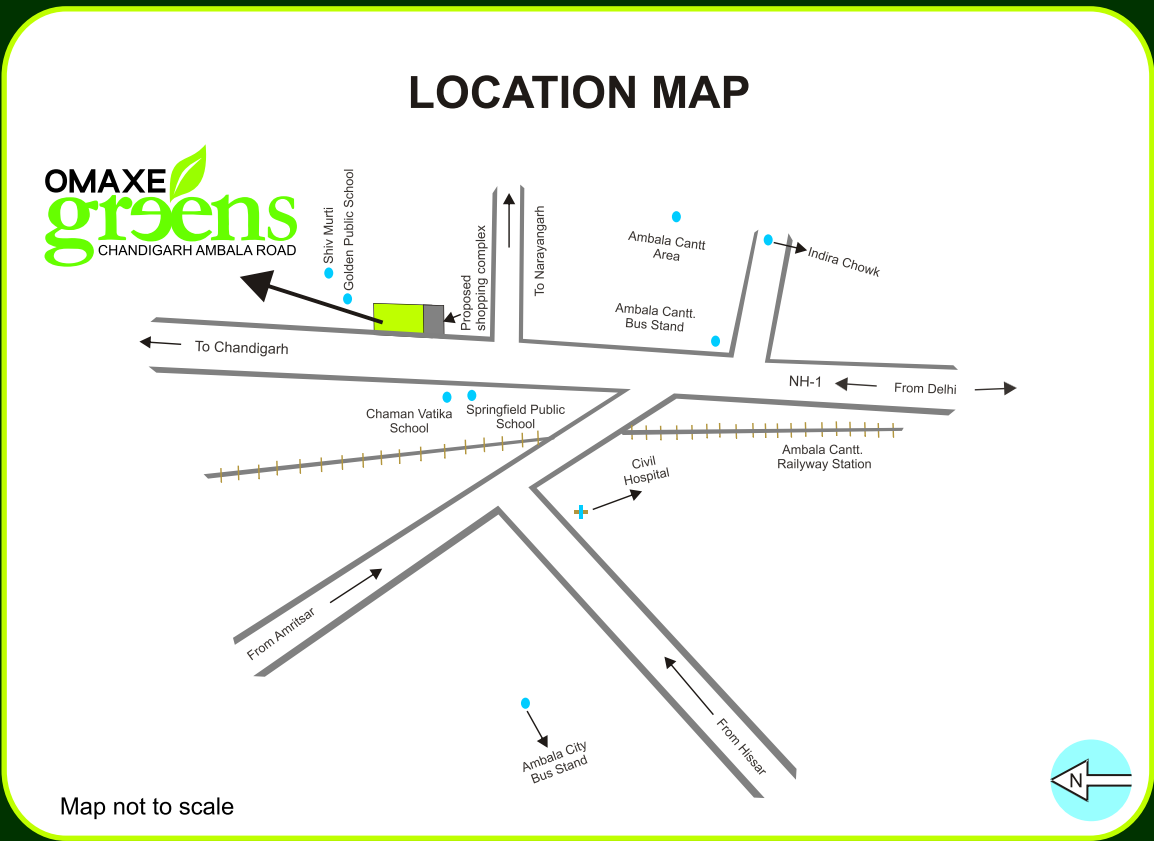 LOCATION MAP
OMAXE
greens
CHANDIGARH AMBALA ROAD
Shiv Murti
Golden Public School
Proposed
shopping complex
To Narayangarh
Ambala Cantt
Area
Indira Chowk
Ambala Cantt.
Bus Stand
To Chandigarh
NH-1
From Delhi
Chaman Vatika
School
Springfield Public
School
Ambala Cantt.
Railyway Station
Civil
Hospital
From Amritsar
From Hissar
Ambala City
Bus Stand
N
Map not to scale